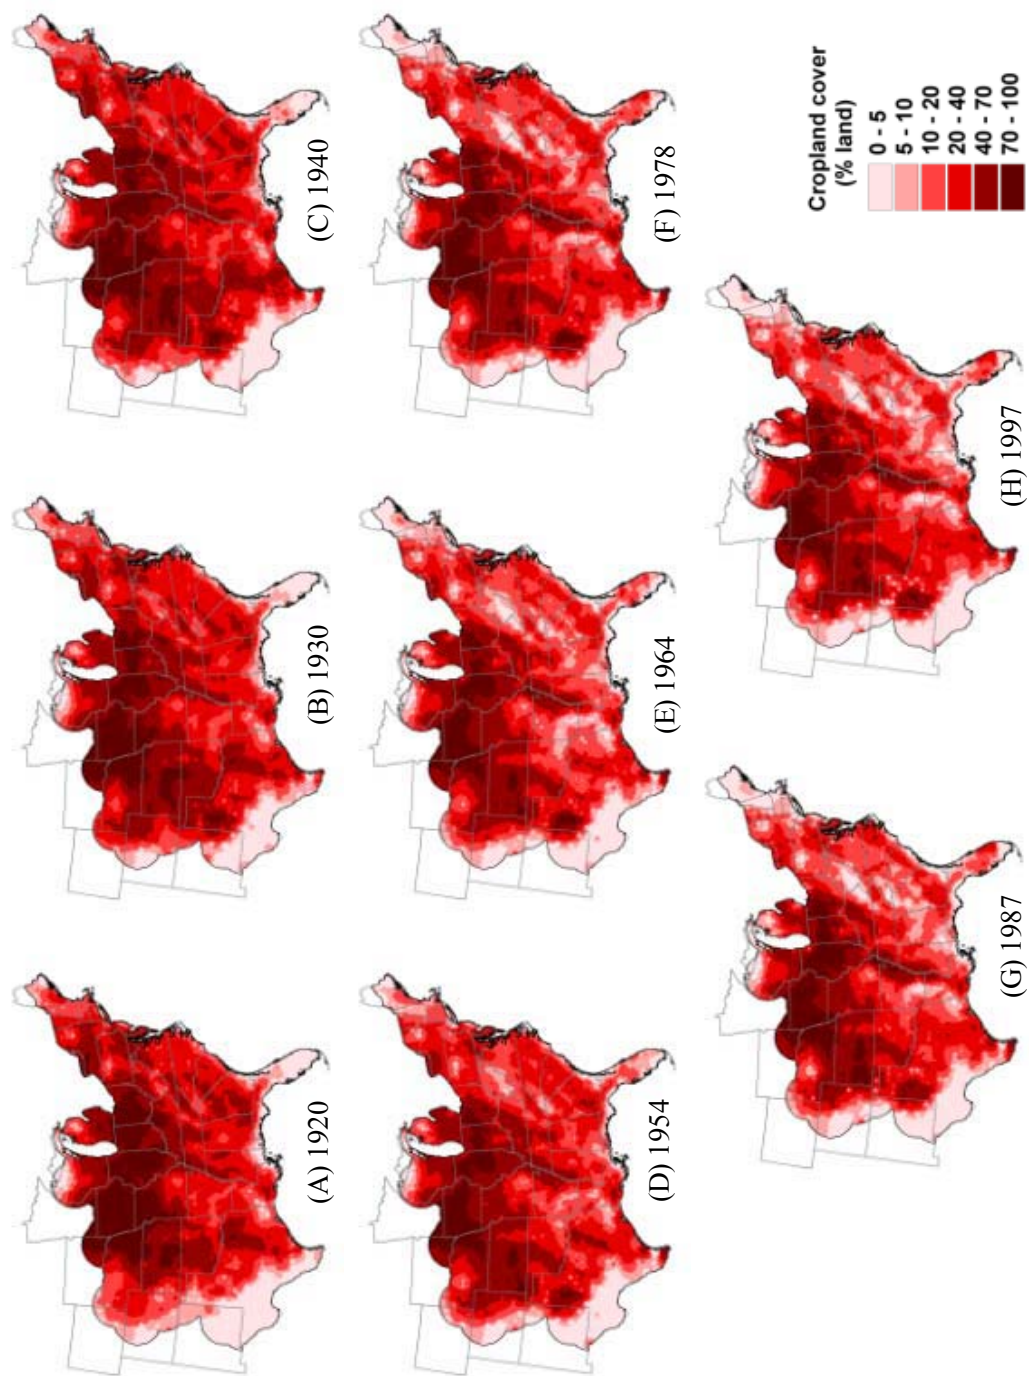 (A) 1920
(B) 1930
(C) 1940
(D) 1954
(E) 1964
(F) 1978
(G) 1987
(H) 1997
Cropland cover
(% land)
0 - 5
5 - 10
10 - 20
20 - 40
40 - 70
70 - 100